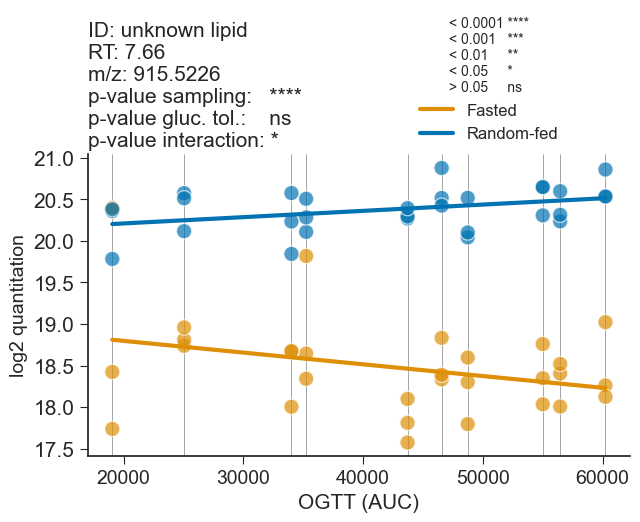 ID: unknown lipid
RT: 7.66
m/z: 915.5226
p-value sampling: ****
p-value gluc. tol.: ns
p-value interaction: *
< 0.0001 ****
< 0.001 ***
< 0.01 **
< 0.05 *
> 0.05 ns
Fasted
Random-fed
21.0
20.5
20.0
19.5
19.0
18.5
18.0
17.5
log2 quantitation
20000 30000 40000 50000 60000
OGTT (AUC)